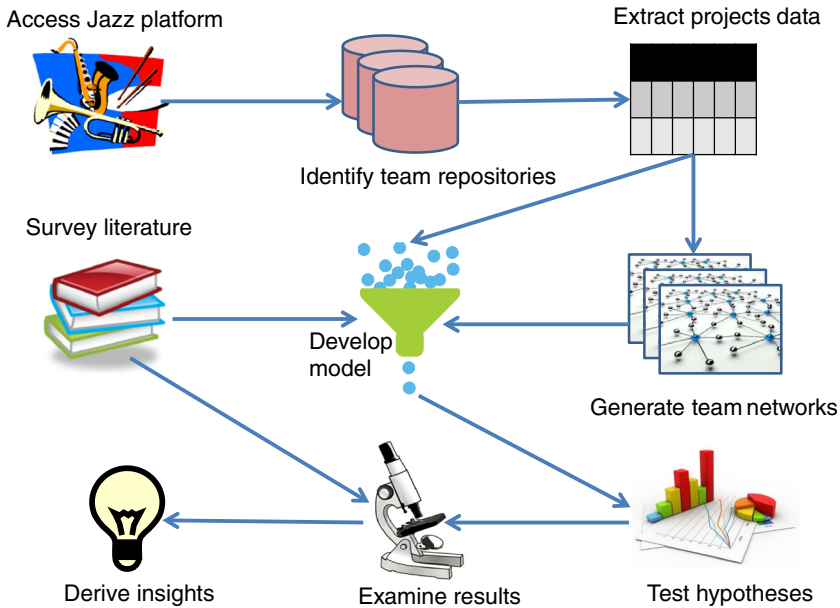 Access Jazz platform
Extract projects data
Identify team repositories
Survey literature
Develop
model
Generate team networks
Derive insights
Examine results
Test hypotheses